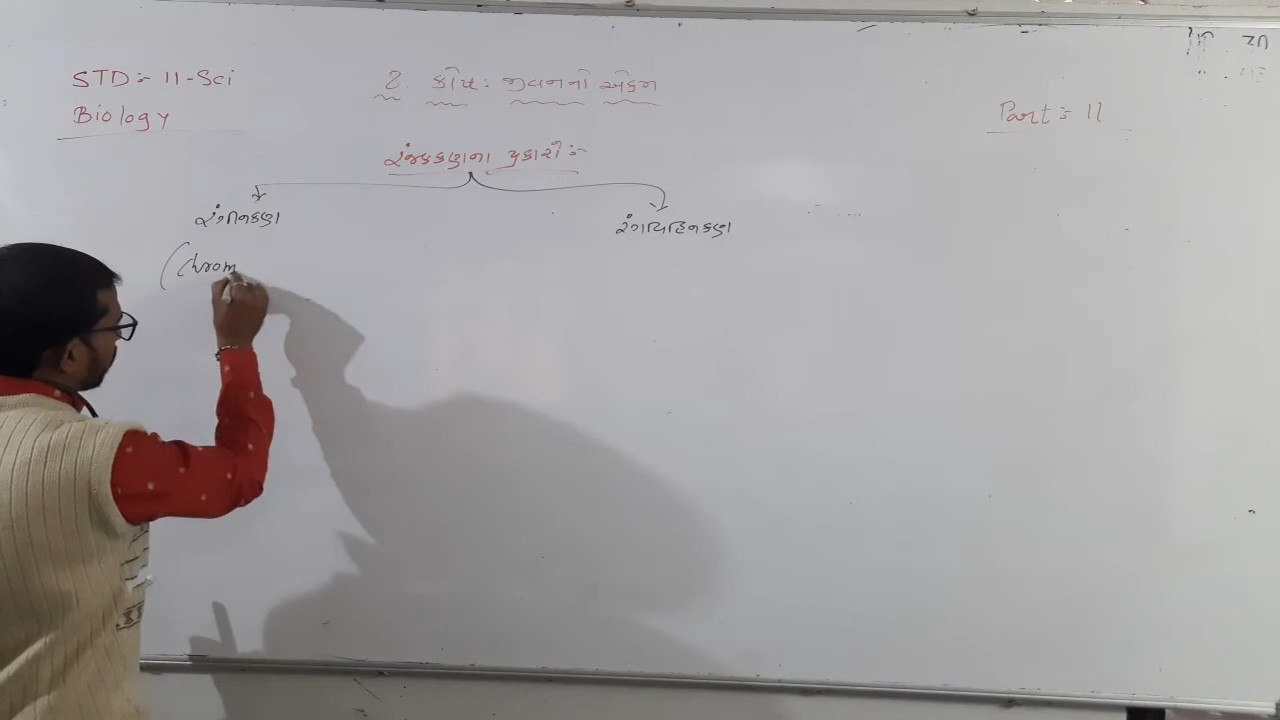 STD:- 11-Sci
Biology
8. કોષ: જીવનનો એકમ
Part:- 11
રંજકકણના પ્રકારો:-
રંગીનકણ
રંગવિહિનકણ
(Chrom